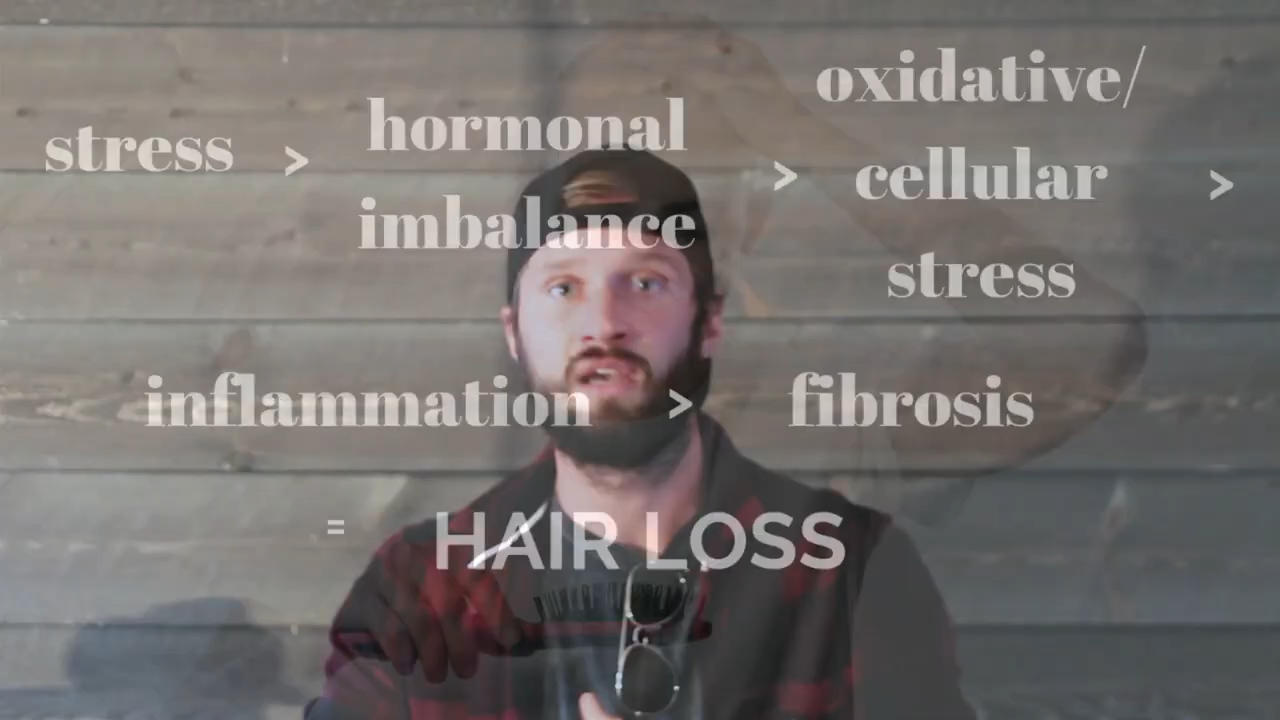 stress > hormonal imbalance > oxidative/ cellular stress >
inflammation > fibrosis
= HAIR LOSS